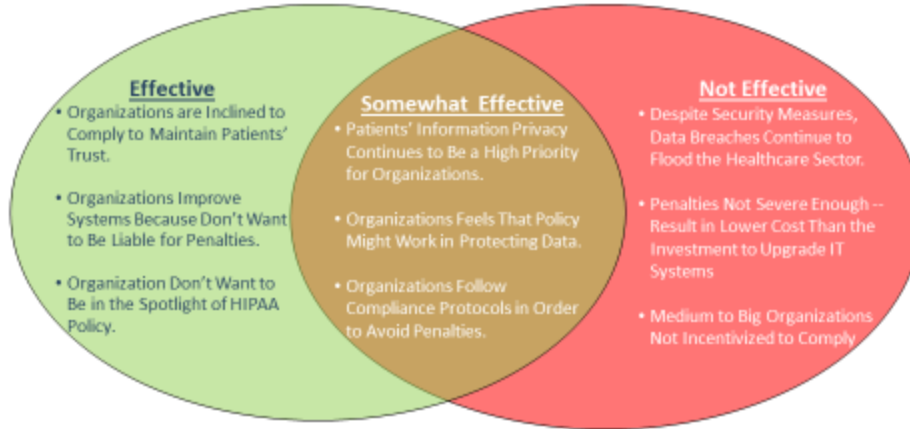 Effective
• Organizations are Inclined to
Comply to Maintain Patients'
Trust.
• Organizations Improve
Systems Because Don't Want
to Be Liable for Penalties.
• Organization Don't Want to
Be in the Spotlight of HIPAA
Policy.
Somewhat Effective
• Patients' Information Privacy
Continues to Be a High Priority
for Organizations.
• Organizations Feels That Policy
Might Work in Protecting Data.
• Organizations Follow
Compliance Protocols in Order
to Avoid Penalties.
Not Effective
• Despite Security Measures,
Data Breaches Continue to
Flood the Healthcare Sector.
• Penalties Not Severe Enough --
Result in Lower Cost Than the
Investment to Upgrade IT
Systems
• Medium to Big Organizations
Not Incentivized to Comply